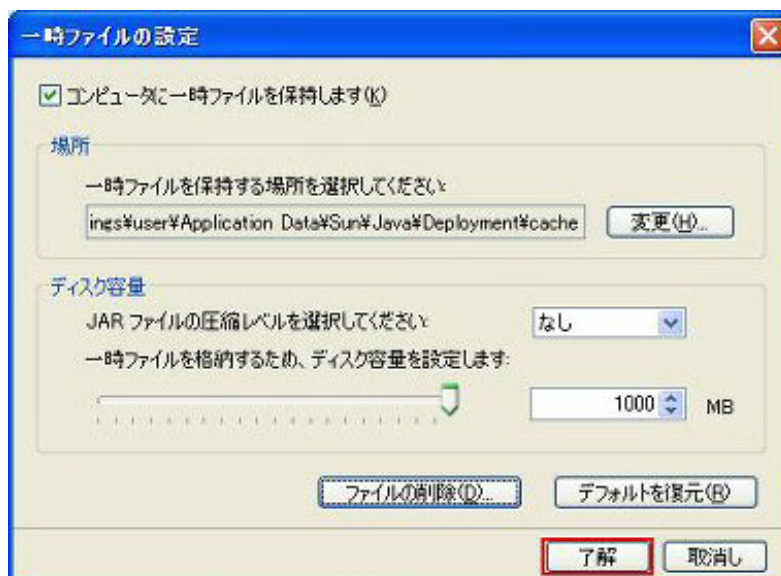 一時ファイルの設定
コンピュータに一時ファイルを保持します(K)
場所
一時ファイルを保持する場所を選択してください:
ings¥user¥Application Data¥Sun¥Java¥Deployment¥cache
変更(H)...
ディスク容量
JAR ファイルの圧縮レベルを選択してください:
なし
一時ファイルを格納するため、ディスク容量を設定します:
1000 MB
ファイルの削除(D)...
デフォルトを復元(R)
了解
取消し